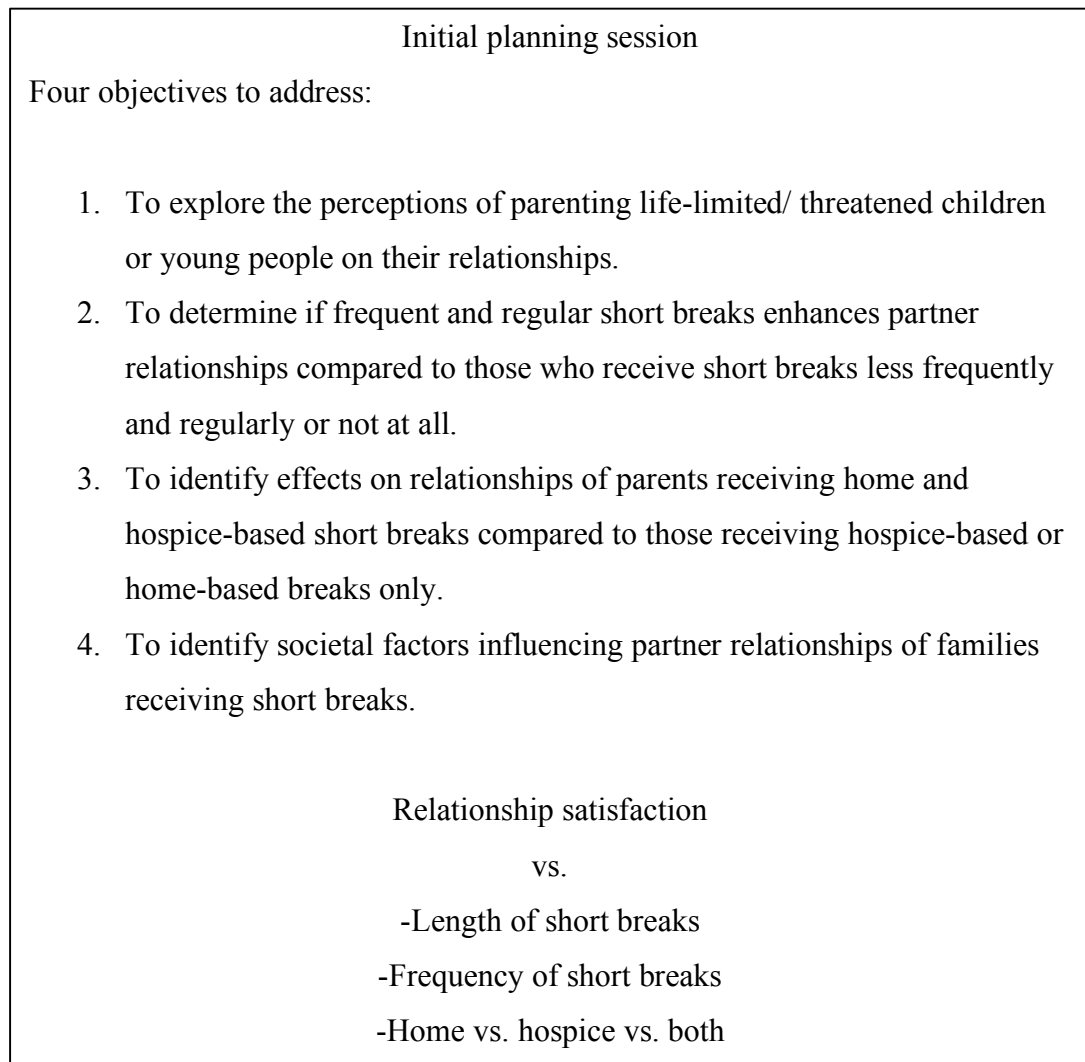 Initial planning session
Four objectives to address:
1. To explore the perceptions of parenting life-limited/ threatened children
or young people on their relationships.
2. To determine if frequent and regular short breaks enhances partner
relationships compared to those who receive short breaks less frequently
and regularly or not at all.
3. To identify effects on relationships of parents receiving home and
hospice-based short breaks compared to those receiving hospice-based or
home-based breaks only.
4. To identify societal factors influencing partner relationships of families
receiving short breaks.
Relationship satisfaction
vs.
-Length of short breaks
-Frequency of short breaks
-Home vs. hospice vs. both